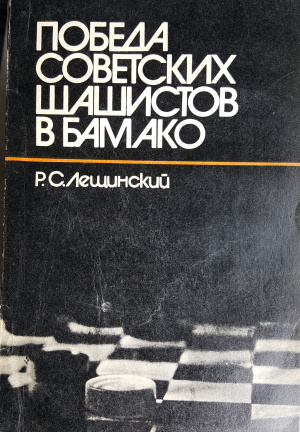 ПОБЕДА
СОВЕТСКИХ
ШАШИСТОВ
В БАМАКО
Р.С.Лещинский